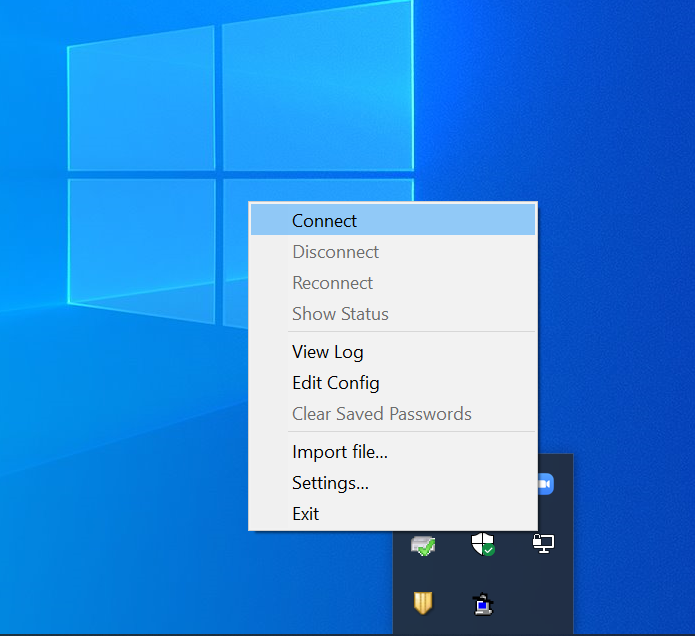 Connect
Disconnect
Reconnect
Show Status
View Log
Edit Config
Clear Saved Passwords
Import file...
Settings...
Exit